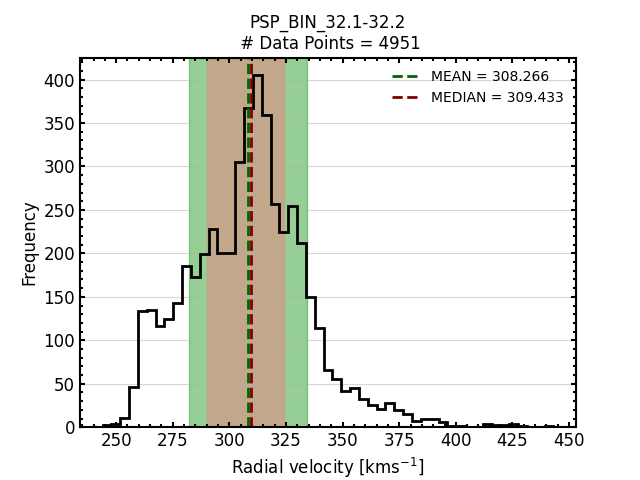 PSP_BIN_32.1-32.2
# Data Points = 4951
MEAN = 308.266
MEDIAN = 309.433
Frequency
400
350
300
250
200
150
100
50
0
250 275 300 325 350 375 400 425 450
Radial velocity [kms⁻¹]